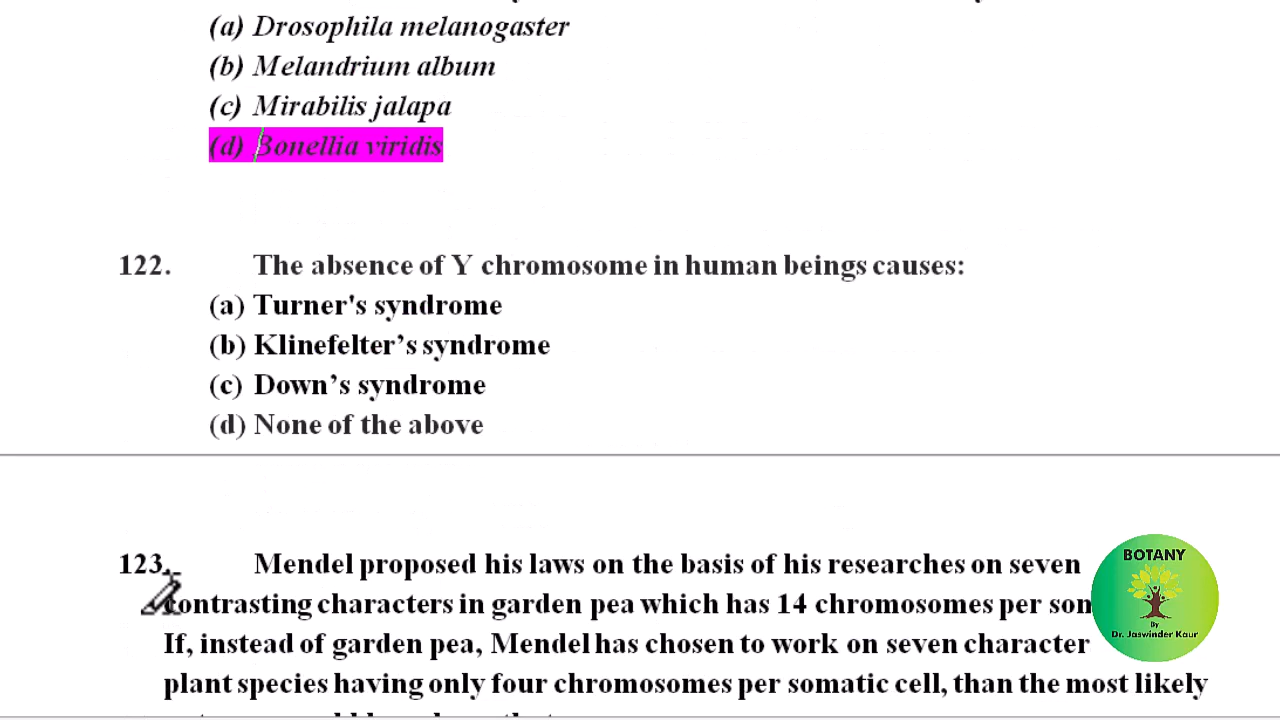 (a) Drosophila melanogaster
(b) Melandrium album
(c) Mirabilis jalapa
(d) Bonellia viridis
122. The absence of Y chromosome in human beings causes:
(a) Turner's syndrome
(b) Klinefelter’s syndrome
(c) Down’s syndrome
(d) None of the above
123. Mendel proposed his laws on the basis of his researches on seven
contrasting characters in garden pea which has 14 chromosomes per som
If, instead of garden pea, Mendel has chosen to work on seven character
plant species having only four chromosomes per somatic cell, than the most likely
BOTANY
By
Dr. Jaswinder Kaur